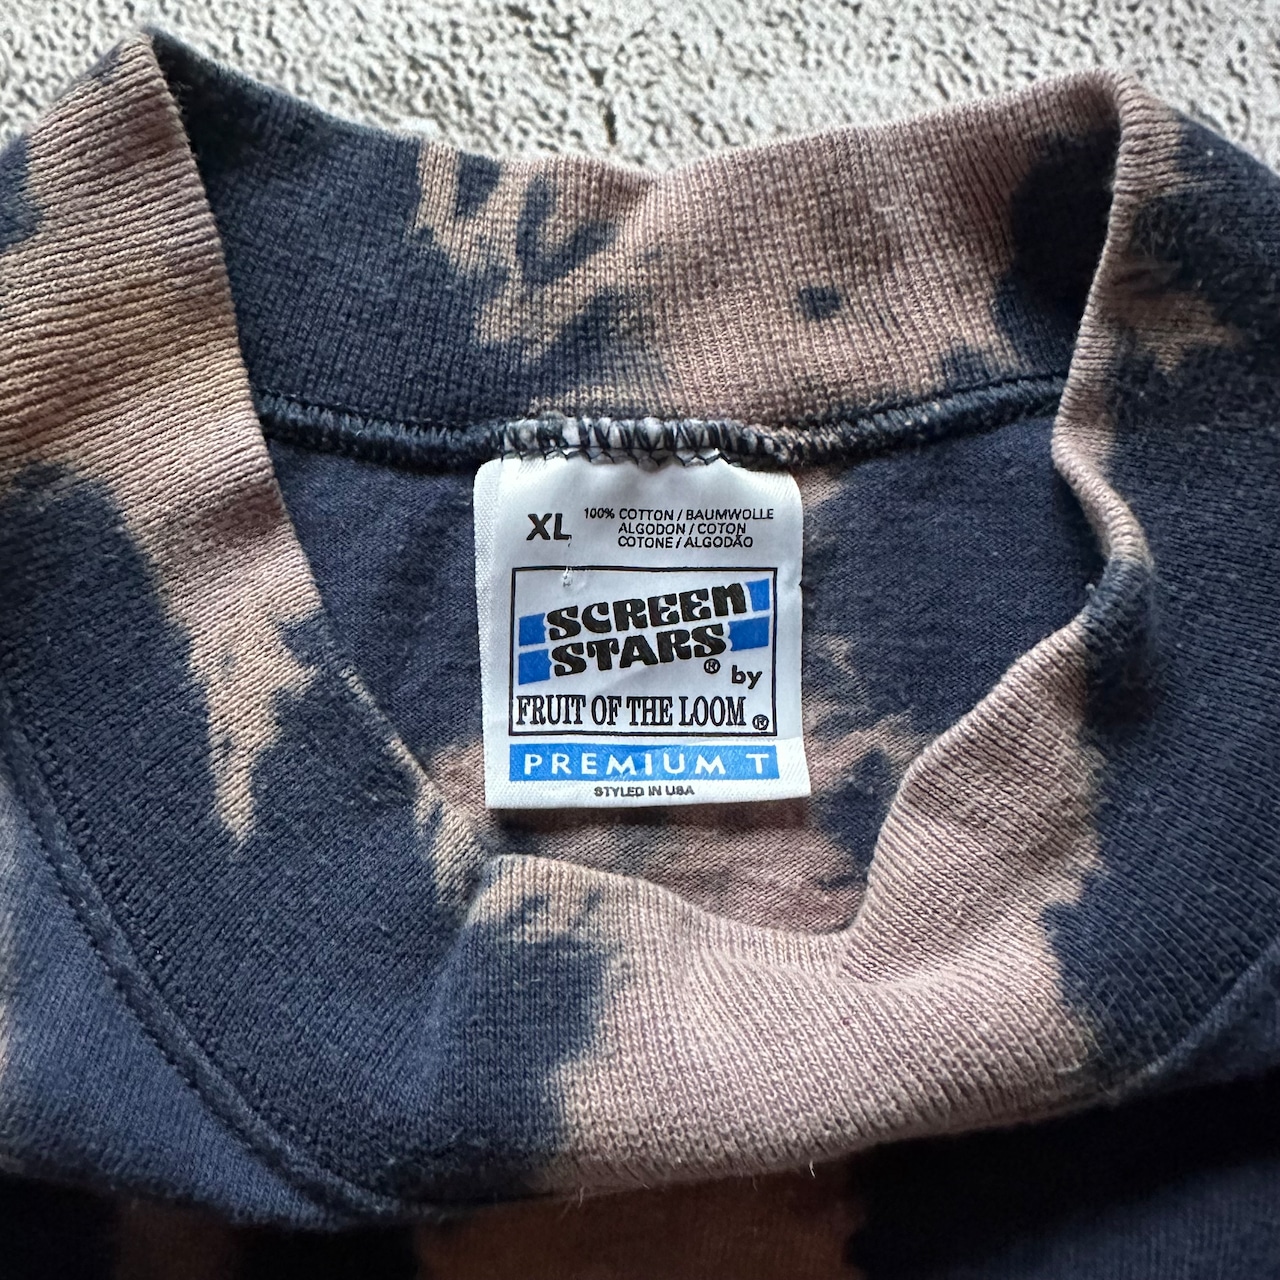 XL
100% COTTON / BAUMWOLLE
ALGODON / COTON
COTONE / ALGODÃO
SCREEN
STARS®
by
FRUIT OF THE LOOM ®
PREMIUM T
STYLED IN USA